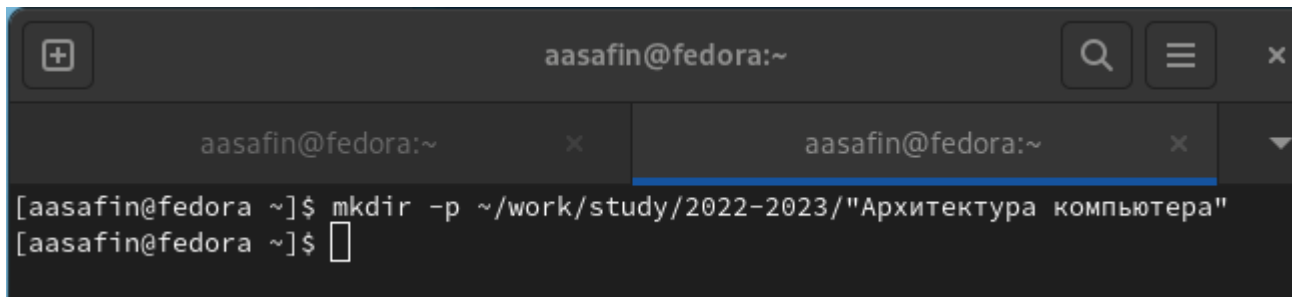 aasafin@fedora:~
aasafin@fedora:~ aasafin@fedora:~
[aasafin@fedora ~]$ mkdir -p ~/work/study/2022-2023/"Архитектура компьютера"
[aasafin@fedora ~]$